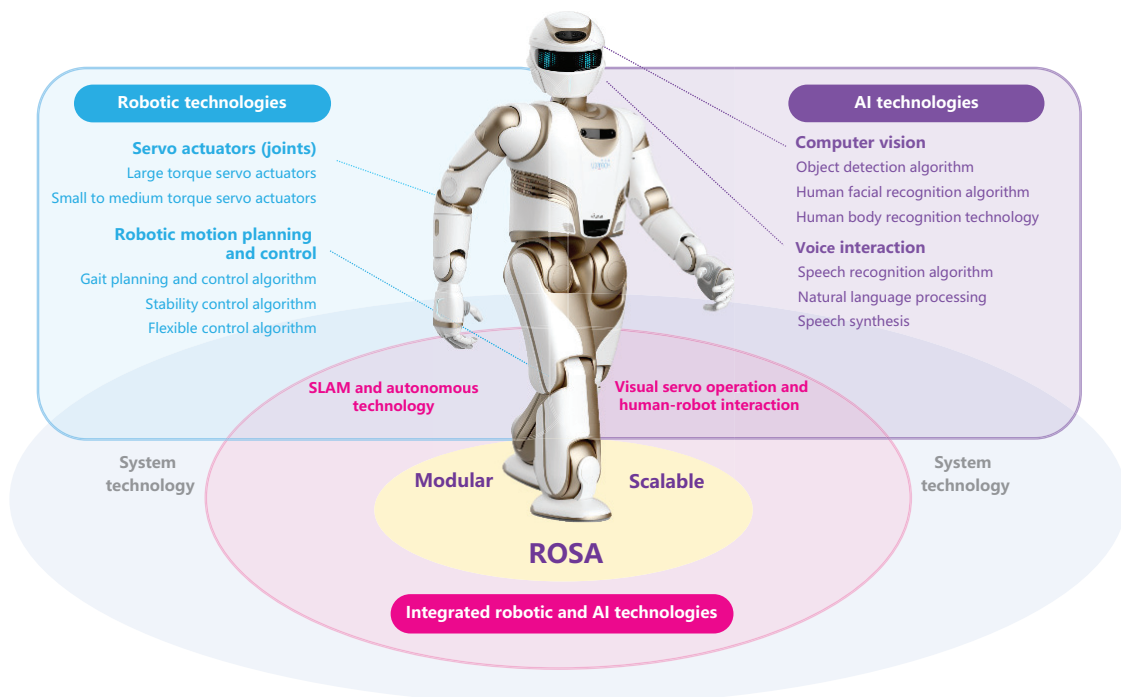 Robotic technologies
Servo actuators (joints)
Large torque servo actuators
Small to medium torque servo actuators
Robotic motion planning
and control
Gait planning and control algorithm
Stability control algorithm
Flexible control algorithm
AI technologies
Computer vision
Object detection algorithm
Human facial recognition algorithm
Human body recognition technology
Voice interaction
Speech recognition algorithm
Natural language processing
Speech synthesis
SLAM and autonomous
technology
Visual servo operation and
human-robot interaction
System
technology
System
technology
Modular
Scalable
ROSA
Integrated robotic and AI technologies